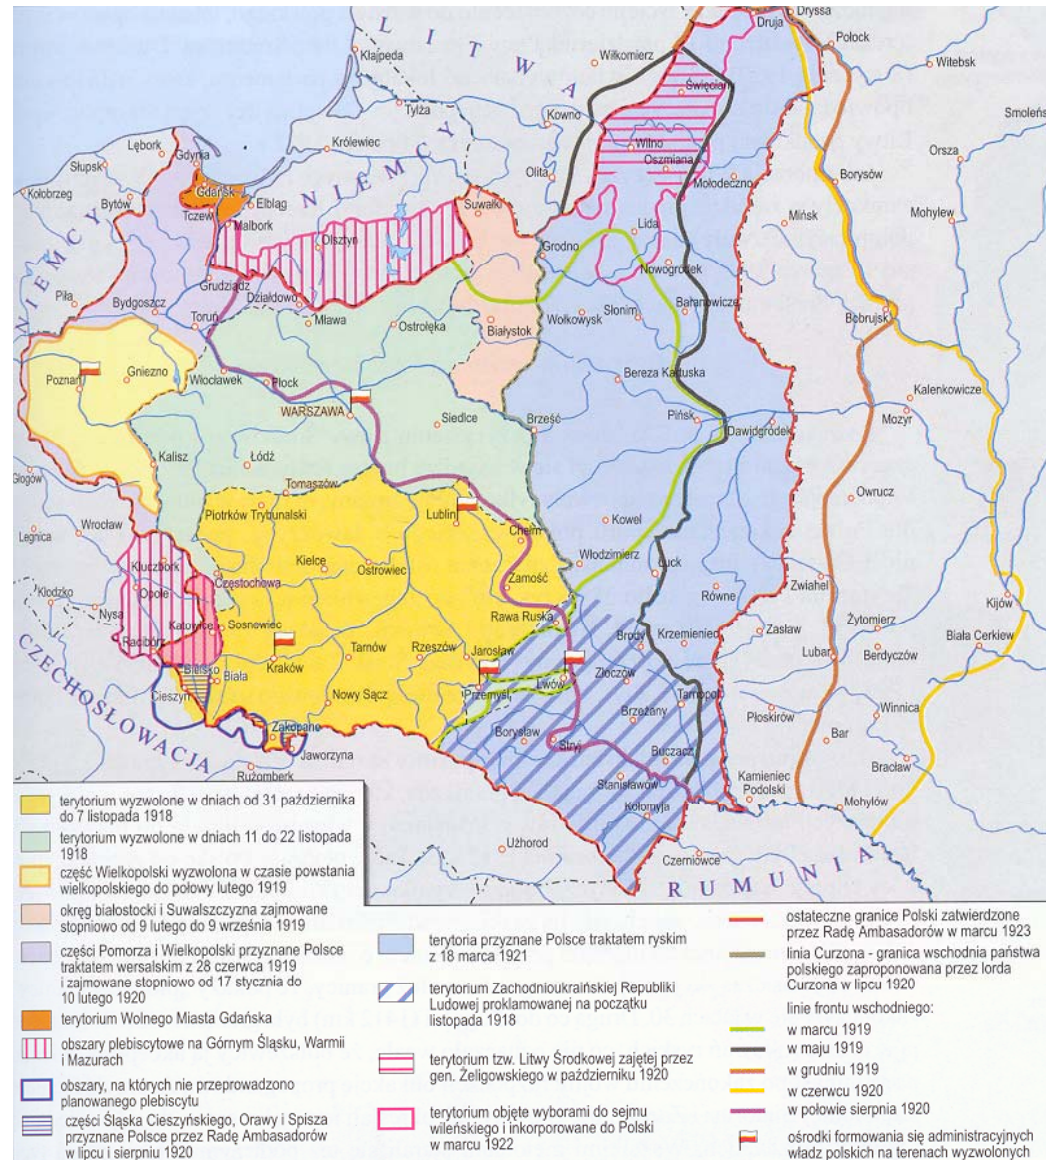 LITWA
NIEMCY
NIEMCY
CZECHOSŁOWACJA
RUMUNIA
Dryssa
Druja
Połock
Witebsk
Kłajpeda
Wiłkomierz
Święciany
Tylża
Kowno
Smoleńs
Lębork
Gdynia
Królewiec
Wilno
Oszmiana
Orsza
Słupsk
Olita
Mołodeczno
Borysów
Kołobrzeg
Bytów
Gdańsk
Elbląg
Tczew
Suwałki
Mińsk
Mohylew
Malbork
Olsztyn
Lida
Grodno
Nowogródek
Grudziądz
Piła
Działdowo
Bydgoszcz
Baranowicze
Toruń
Mława
Ostrołęka
Białystok
Wołkowysk
Słonim
Bobrujsk
Poznań
Gniezno
Włocławek
Płock
Bereza Kartuska
Kalenkowicze
WARSZAWA
Siedlce
Brześć
Pińsk
Dawidgródek
Mozyr
Kalisz
Łódź
Głogów
Tomaszów
Owrucz
Wrocław
Piotrków Trybunalski
Lublin
Kowel
Legnica
Chełm
Kluczbork
Kielce
Ostrowiec
Włodzimierz
Łuck
Częstochowa
Zamość
Zwiahel
Kłodzko
Opole
Równe
Kijów
Nysa
Katowice
Sosnowiec
Rawa Ruska
Żytomierz
Racibórz
Brody
Krzemieniec
Zasław
Biała Cerkiew
Kraków
Tarnów
Rzeszów
Jarosław
Lubar
Berdyczów
Bielsko
Biała
Lwów
Złoczów
Cieszyn
Nowy Sącz
Przemyśl
Tarnopol
Brzeżany
Płoskirów
Winnica
Zakopane
Borysław
Stryj
Bar
Jaworzyna
Buczacz
Bracław
Rużomberk
Stanisławów
Kamieniec
Podolski
Kołomyja
Mohylów
Użhorod
Czerniowce
terytorium wyzwolone w dniach od 31 października
do 7 listopada 1918
terytorium wyzwolone w dniach 11 do 22 listopada
1918
część Wielkopolski wyzwolona w czasie powstania
wielkopolskiego do połowy lutego 1919
okręg białostocki i Suwalszczyzna zajmowane
stopniowo od 9 lutego do 9 września 1919
części Pomorza i Wielkopolski przyznane Polsce
traktatem wersalskim z 28 czerwca 1919
i zajmowane stopniowo od 17 stycznia do
10 lutego 1920
terytorium Wolnego Miasta Gdańska
obszary plebiscytowe na Górnym Śląsku, Warmii
i Mazurach
obszary, na których nie przeprowadzono
planowanego plebiscytu
części Śląska Cieszyńskiego, Orawy i Spisza
przyznane Polsce przez Radę Ambasadorów
w lipcu i sierpniu 1920
terytoria przyznane Polsce traktatem ryskim
z 18 marca 1921
terytorium Zachodnioukraińskiej Republiki
Ludowej proklamowanej na początku
listopada 1918
terytorium tzw. Litwy Środkowej zajętej przez
gen. Żeligowskiego w październiku 1920
terytorium objęte wyborami do sejmu
wileńskiego i inkorporowane do Polski
w marcu 1922
ostateczne granice Polski zatwierdzone
przez Radę Ambasadorów w marcu 1923
linia Curzona - granica wschodnia państwa
polskiego zaproponowana przez lorda
Curzona w lipcu 1920
linie frontu wschodniego:
w marcu 1919
w maju 1919
w grudniu 1919
w czerwcu 1920
w połowie sierpnia 1920
ośrodki formowania się administracyjnych
władz polskich na terenach wyzwolonych